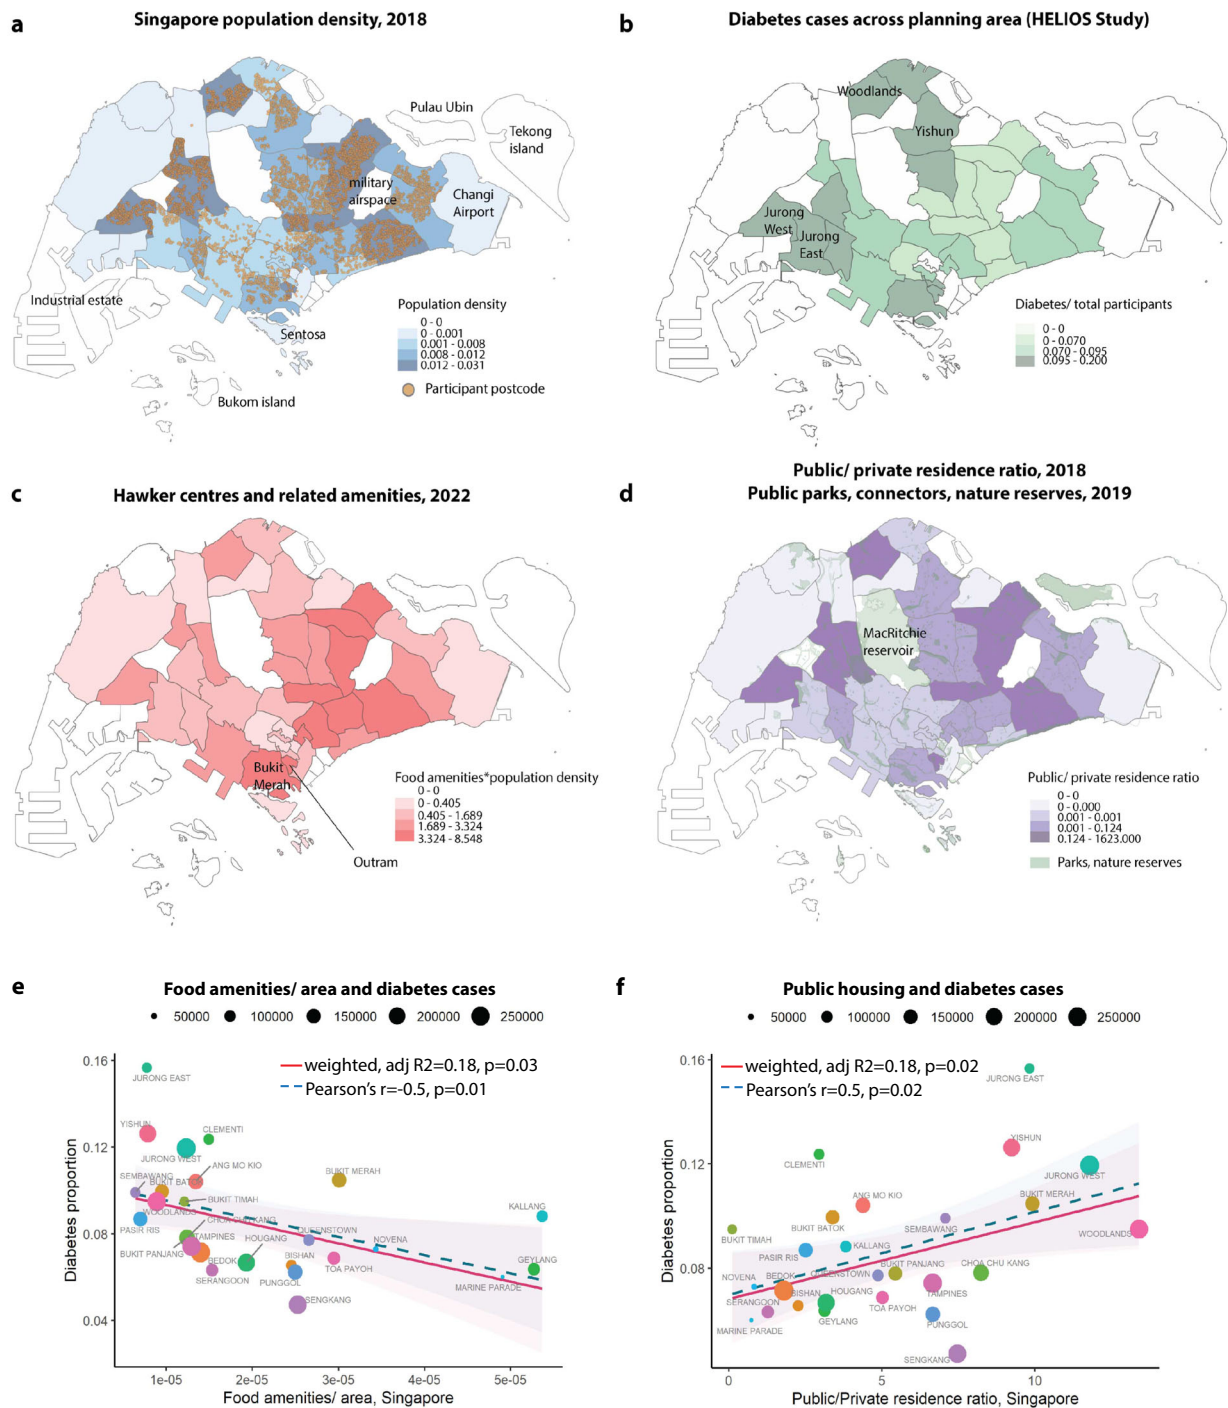 a
Singapore population density, 2018
Pulau Ubin
Tekong
island
military
airspace
Changi
Airport
Industrial estate
Sentosa
Bukom island
Population density
0 - 0
0 - 0.001
0.001 - 0.008
0.008 - 0.012
0.012 - 0.031
Participant postcode
b
Diabetes cases across planning area (HELIOS Study)
Woodlands
Yishun
Jurong
West
Jurong
East
Diabetes/ total participants
0 - 0
0 - 0.070
0.070 - 0.095
0.095 - 0.200
c
Hawker centres and related amenities, 2022
Bukit
Merah
Outram
Food amenities*population density
0 - 0
0 - 0.405
0.405 - 1.689
1.689 - 3.324
3.324 - 8.548
Public/ private residence ratio, 2018
d
Public parks, connectors, nature reserves, 2019
MacRitchie
reservoir
Public/ private residence ratio
0 - 0
0 - 0.000
0.001 - 0.001
0.001 - 0.124
0.124 - 1623.000
Parks, nature reserves
e
Food amenities/ area and diabetes cases
50000 100000 150000 200000 250000
weighted, adj R2=0.18, p=0.03
Pearson's r=-0.5, p=0.01
Diabetes proportion
0.16
0.12
0.08
0.04
JURONG EAST
YISHUN
CLEMENTI
JURONG WEST
ANG MO KIO
BUKIT MERAH
SEMBAWANG
BUKIT BATOK
BUKIT TIMAH
WOODLANDS
KALLANG
PASIR RIS
CHOA CHU KANG
QUEENSTOWN
TAMPINES
HOUGANG
NOVENA
BUKIT PANJANG
BEDOK
BISHAN
TOA PAYOH
GEYLANG
SERANGOON
PUNGGOL
MARINE PARADE
SENGKANG
1e-05 2e-05 3e-05 4e-05 5e-05
Food amenities/ area, Singapore
f
Public housing and diabetes cases
50000 100000 150000 200000 250000
weighted, adj R2=0.18, p=0.02
Pearson's r=0.5, p=0.02
Diabetes proportion
0.16
0.12
0.08
JURONG EAST
YISHUN
CLEMENTI
JURONG WEST
ANG MO KIO
BUKIT MERAH
BUKIT BATOK
SEMBAWANG
BUKIT TIMAH
WOODLANDS
PASIR RIS
KALLANG
BUKIT PANJANG
CHOA CHU KANG
NOVENA
BEDOK
QUEENSTOWN
HOUGANG
TAMPINES
SERANGOON
BISHAN
TOA PAYOH
GEYLANG
PUNGGOL
MARINE PARADE
SENGKANG
0 5 10
Public/Private residence ratio, Singapore